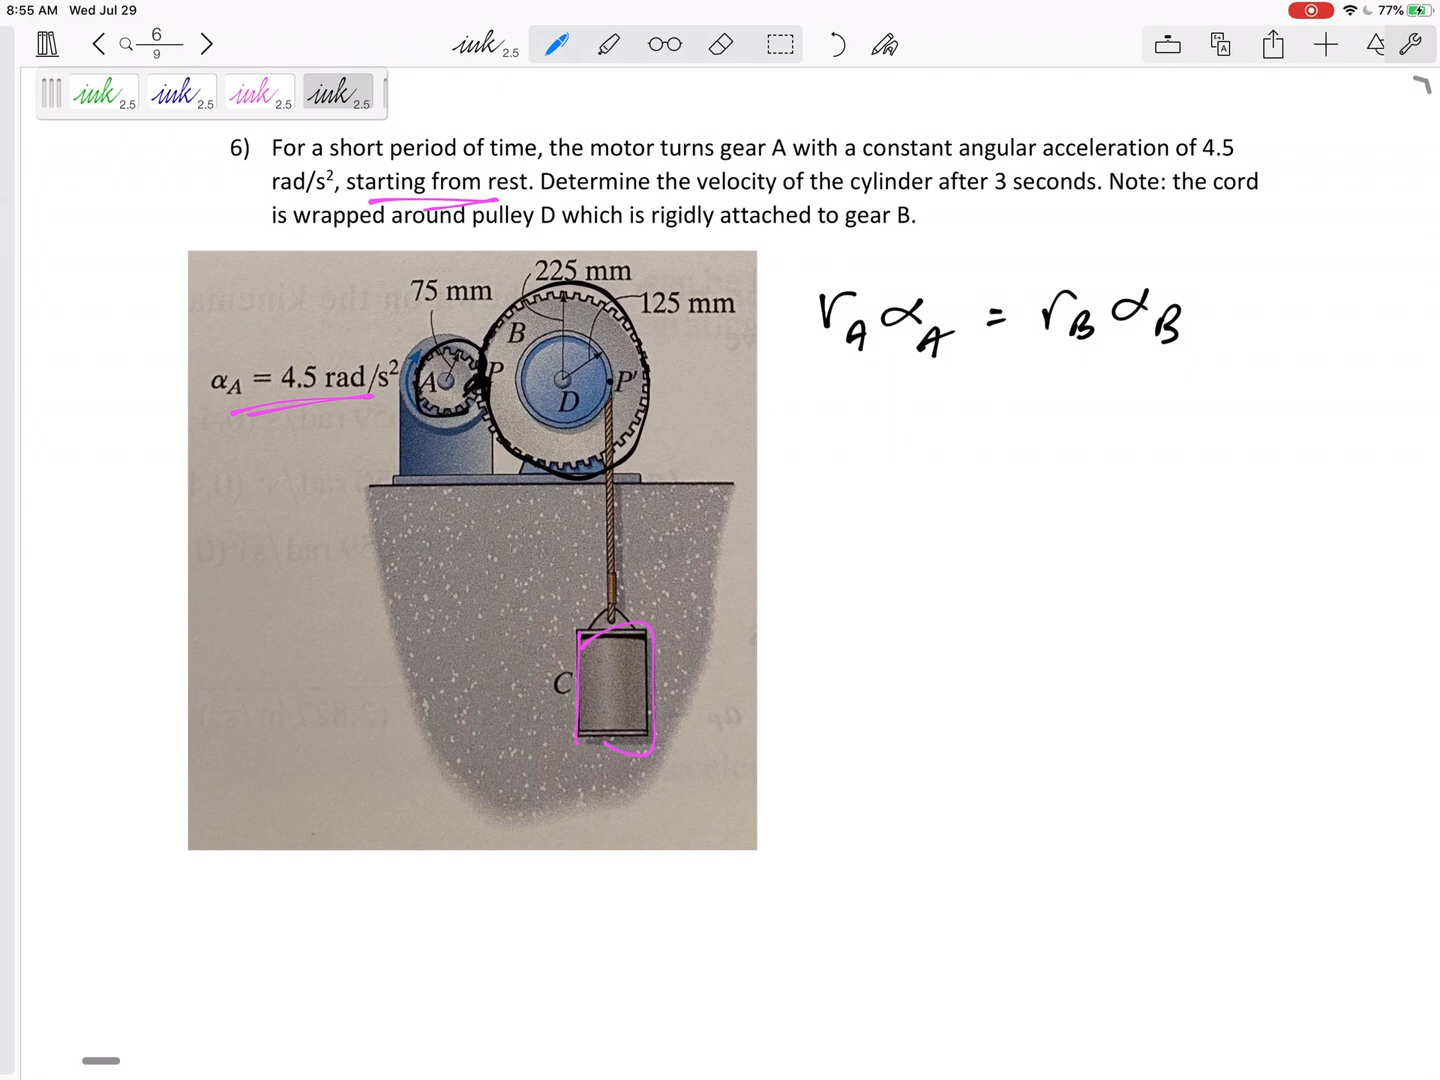 8:55 AM Wed Jul 29
77%
6
9
ink 2.5
ink 2.5
ink 2.5
ink 2.5
ink 2.5
6) For a short period of time, the motor turns gear A with a constant angular acceleration of 4.5
rad/s², starting from rest. Determine the velocity of the cylinder after 3 seconds. Note: the cord
is wrapped around pulley D which is rigidly attached to gear B.
225 mm
75 mm
125 mm
B
αA = 4.5 rad/s²
A
P
P'
D
C
rA αA = rB αB